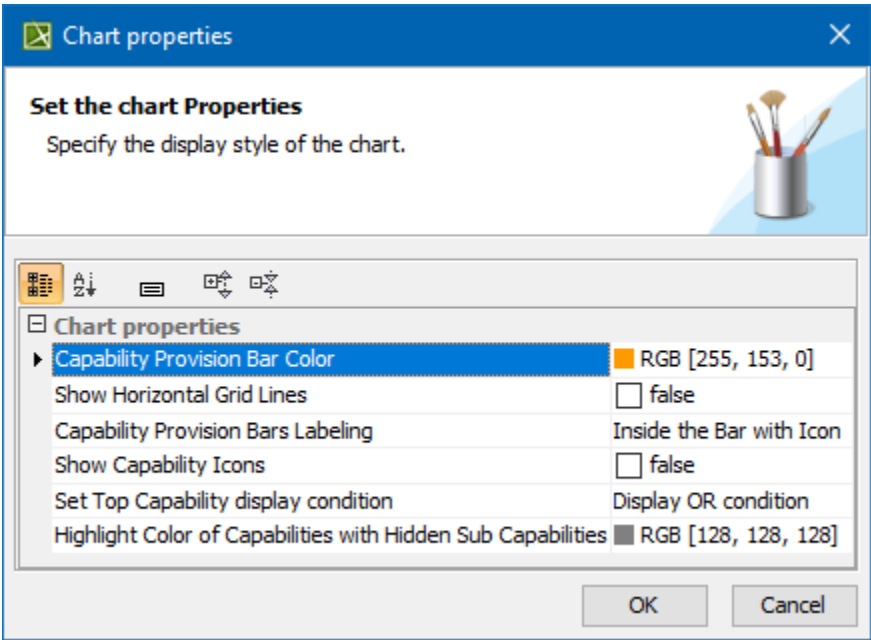 Chart properties
Set the chart Properties
Specify the display style of the chart.
Chart properties
Capability Provision Bar Color RGB [255, 153, 0]
Show Horizontal Grid Lines false
Capability Provision Bars Labeling Inside the Bar with Icon
Show Capability Icons false
Set Top Capability display condition Display OR condition
Highlight Color of Capabilities with Hidden Sub Capabilities RGB [128, 128, 128]
OK Cancel